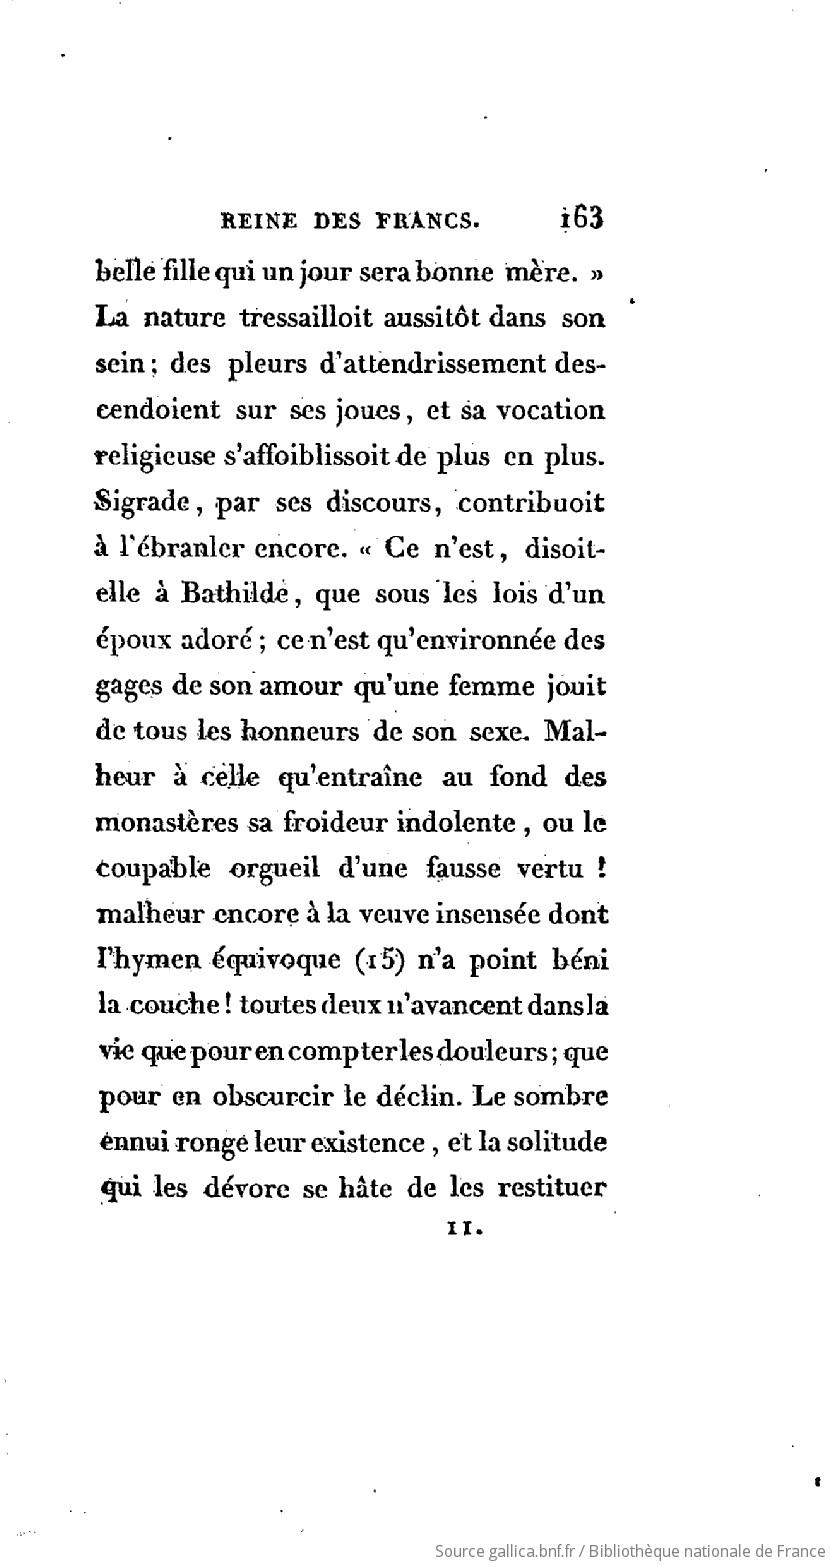 REINE DES FRANCS. 163
belle fille qui un jour sera bonne mère. »
La nature tressailloit aussitôt dans son
sein ; des pleurs d'attendrissement des-
cendoient sur ses joues, et sa vocation
religieuse s'affoiblissoit de plus en plus.
Sigrade, par ses discours, contribuoit
à l'ébranler encore. « Ce n'est, disoit-
elle à Bathilde, que sous les lois d'un
époux adoré ; ce n'est qu'environnée des
gages de son amour qu'une femme jouit
de tous les honneurs de son sexe. Mal-
heur à celle qu'entraîne au fond des
monastères sa froideur indolente, ou le
coupable orgueil d'une fausse vertu !
malheur encore à la veuve insensée dont
l'hymen équivoque (15) n'a point béni
la couche ! toutes deux n'avancent dans la
vie que pour en compter les douleurs ; que
pour en obscurcir le déclin. Le sombre
ennui ronge leur existence, et la solitude
qui les dévore se hâte de les restituer
11.
Source gallica.bnf.fr / Bibliothèque nationale de France